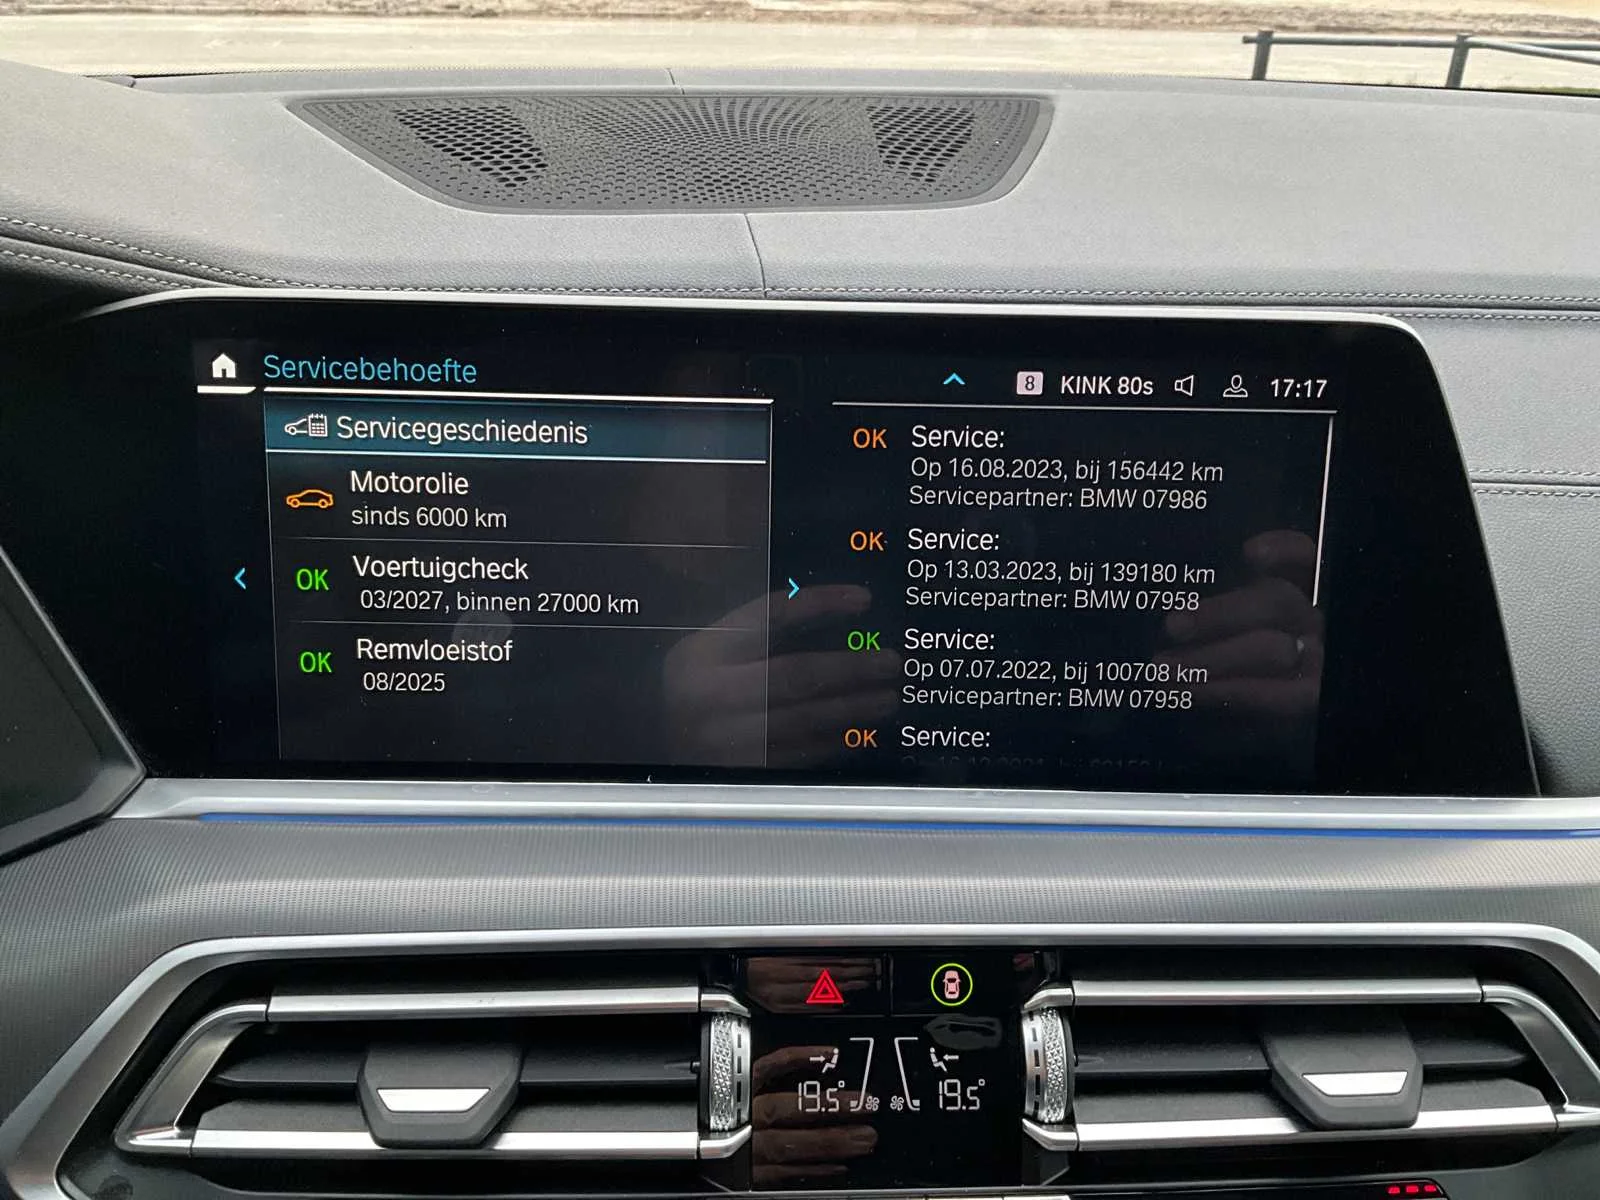 Servicebehoefte
8 KINK 80s 17:17
Servicegeschiedenis
Motorolie
sinds 6000 km
OK Voertuigcheck
03/2027, binnen 27000 km
OK Remvloeistof
08/2025
OK Service:
Op 16.08.2023, bij 156442 km
Servicepartner: BMW 07986
OK Service:
Op 13.03.2023, bij 139180 km
Servicepartner: BMW 07958
OK Service:
Op 07.07.2022, bij 100708 km
Servicepartner: BMW 07958
OK Service:
19.5° 19.5°